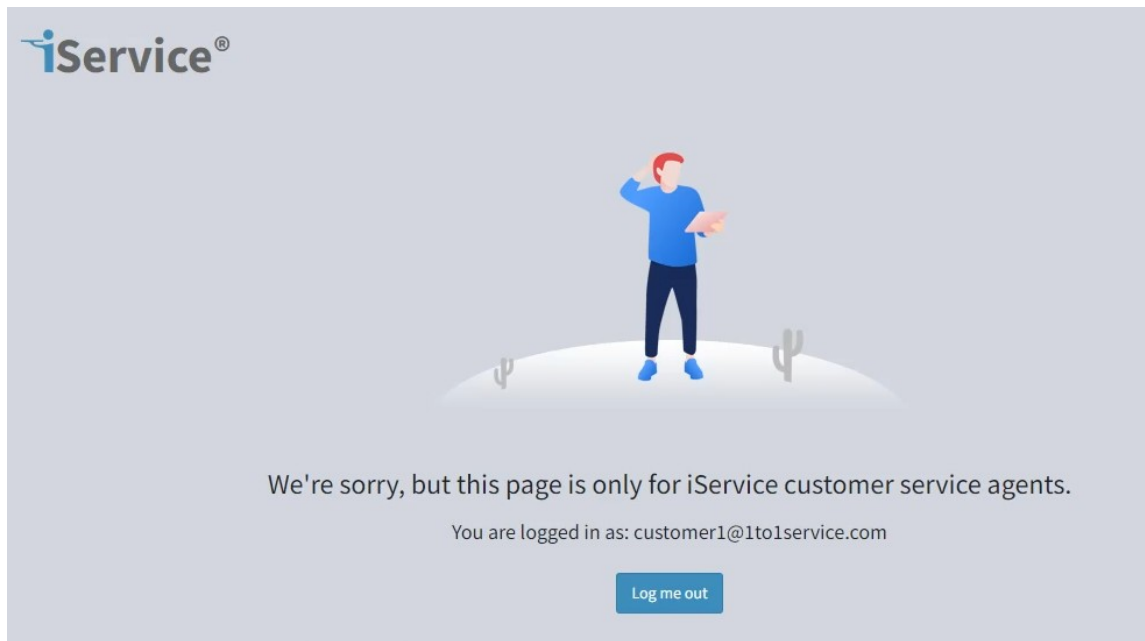 iService®
We're sorry, but this page is only for iService customer service agents.
You are logged in as: customer1@1to1service.com
Log me out